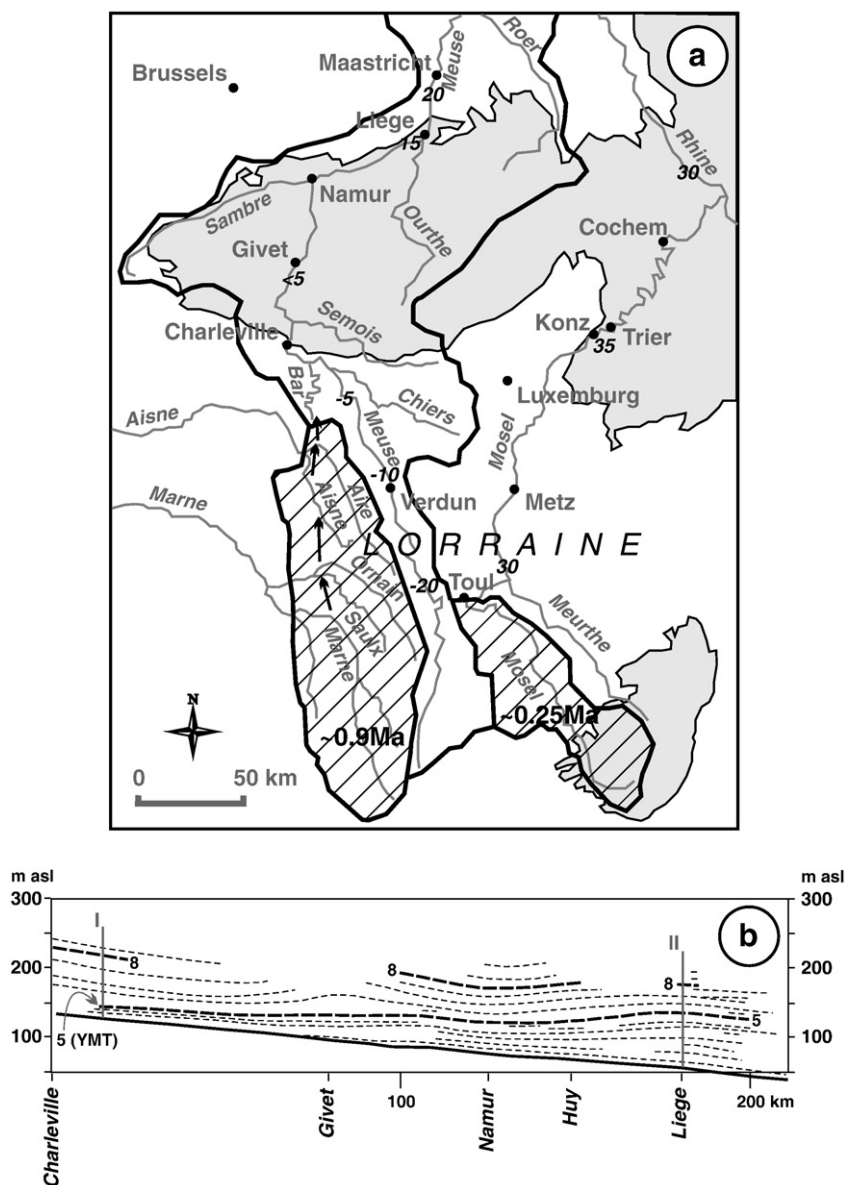 a
Brussels
Maastricht
Meuse
Roer
20
Liege
15
Rhine
30
Namur
Sambre
Ourthe
Cochem
Givet
<5
Semois
Charleville
Konz
Trier
35
Bar
Luxemburg
-5
Chiers
Aisne
Mosel
Meuse
-10
Marne
Aire
Aisne
Verdun
Metz
LORRAINE
30
Ornain
-20
Toul
Meurthe
Saulx
Marne
Mosel
~0.25Ma
~0.9Ma
N
0 50 km
m asl
m asl
300
300
I
b
II
8
200
8
8
200
5
100
5 (YMT)
100
Charleville
Givet
100
Namur
Huy
Liege
200 km